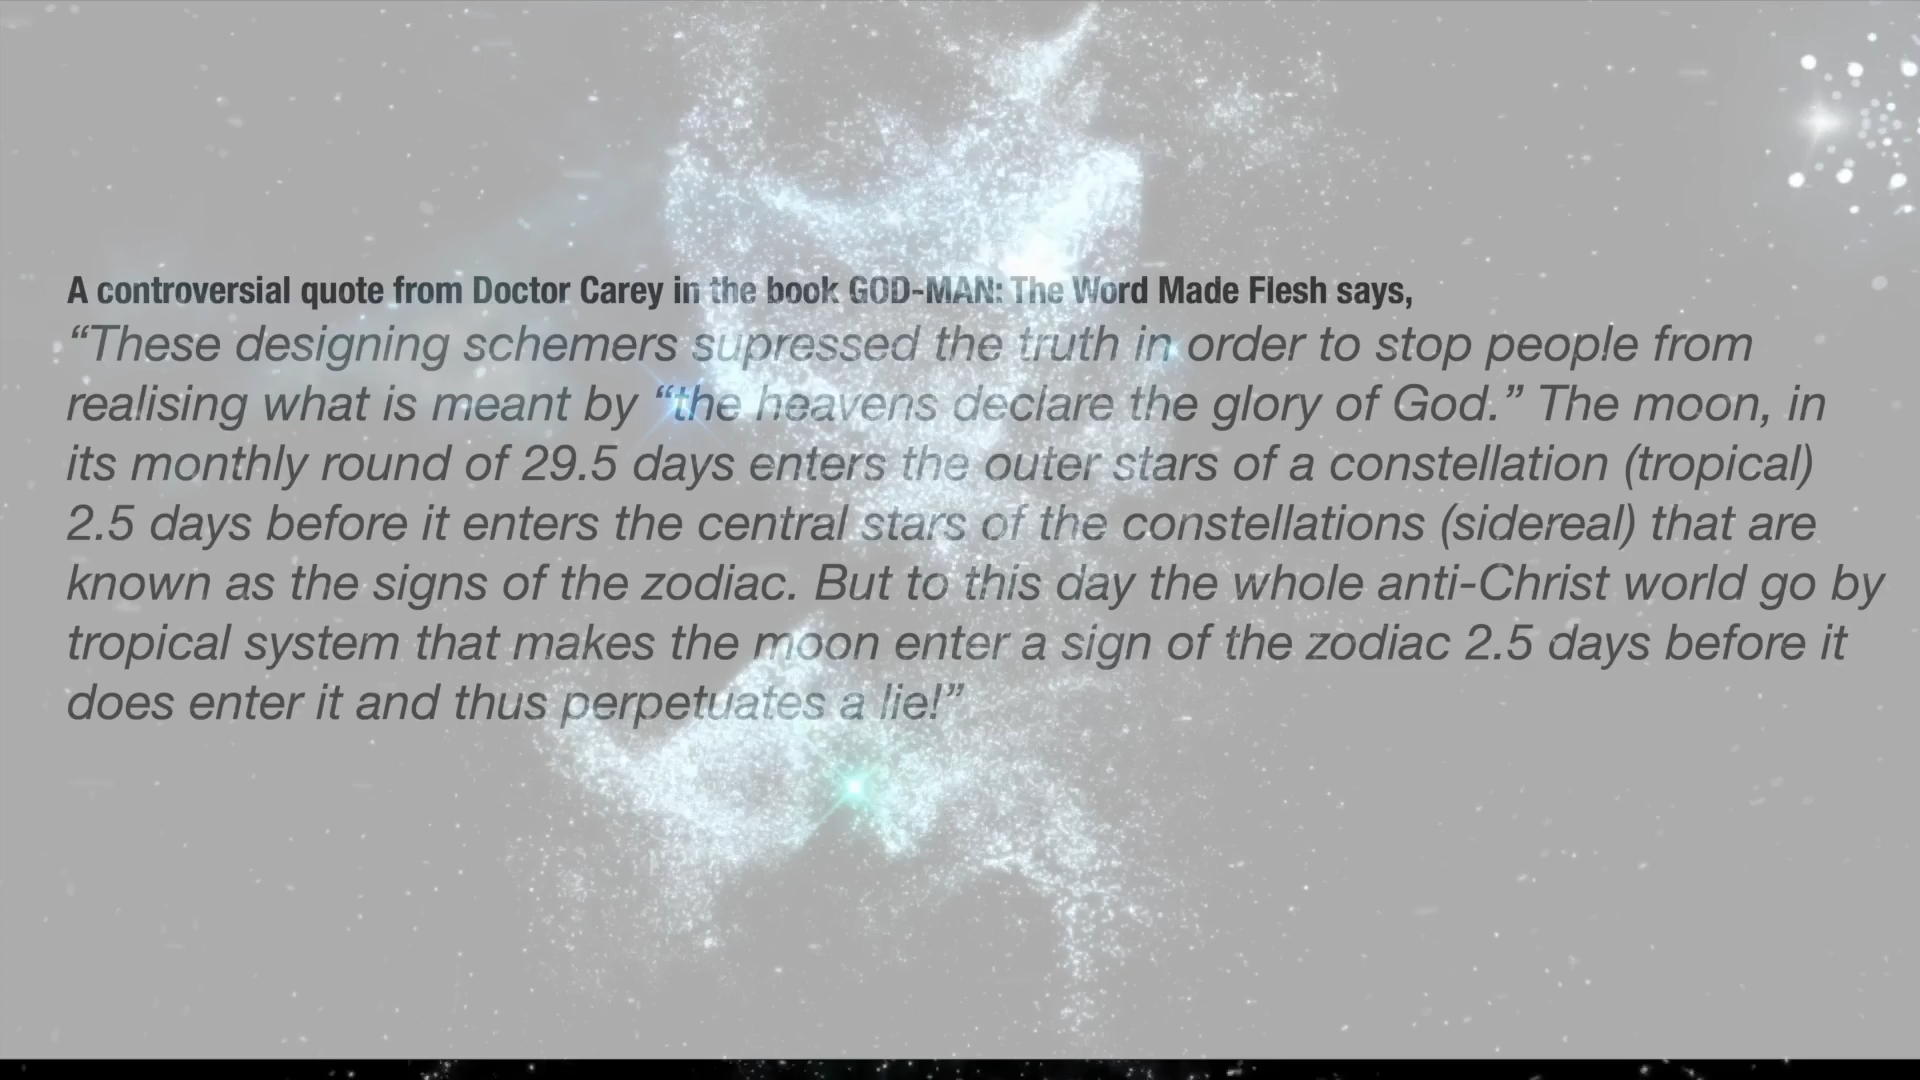 A controversial quote from Doctor Carey in the book GOD-MAN: The Word Made Flesh says,
“These designing schemers supressed the truth in order to stop people from
realising what is meant by “the heavens declare the glory of God.” The moon, in
its monthly round of 29.5 days enters the outer stars of a constellation (tropical)
2.5 days before it enters the central stars of the constellations (sidereal) that are
known as the signs of the zodiac. But to this day the whole anti-Christ world go by
tropical system that makes the moon enter a sign of the zodiac 2.5 days before it
does enter it and thus perpetuates a lie!”